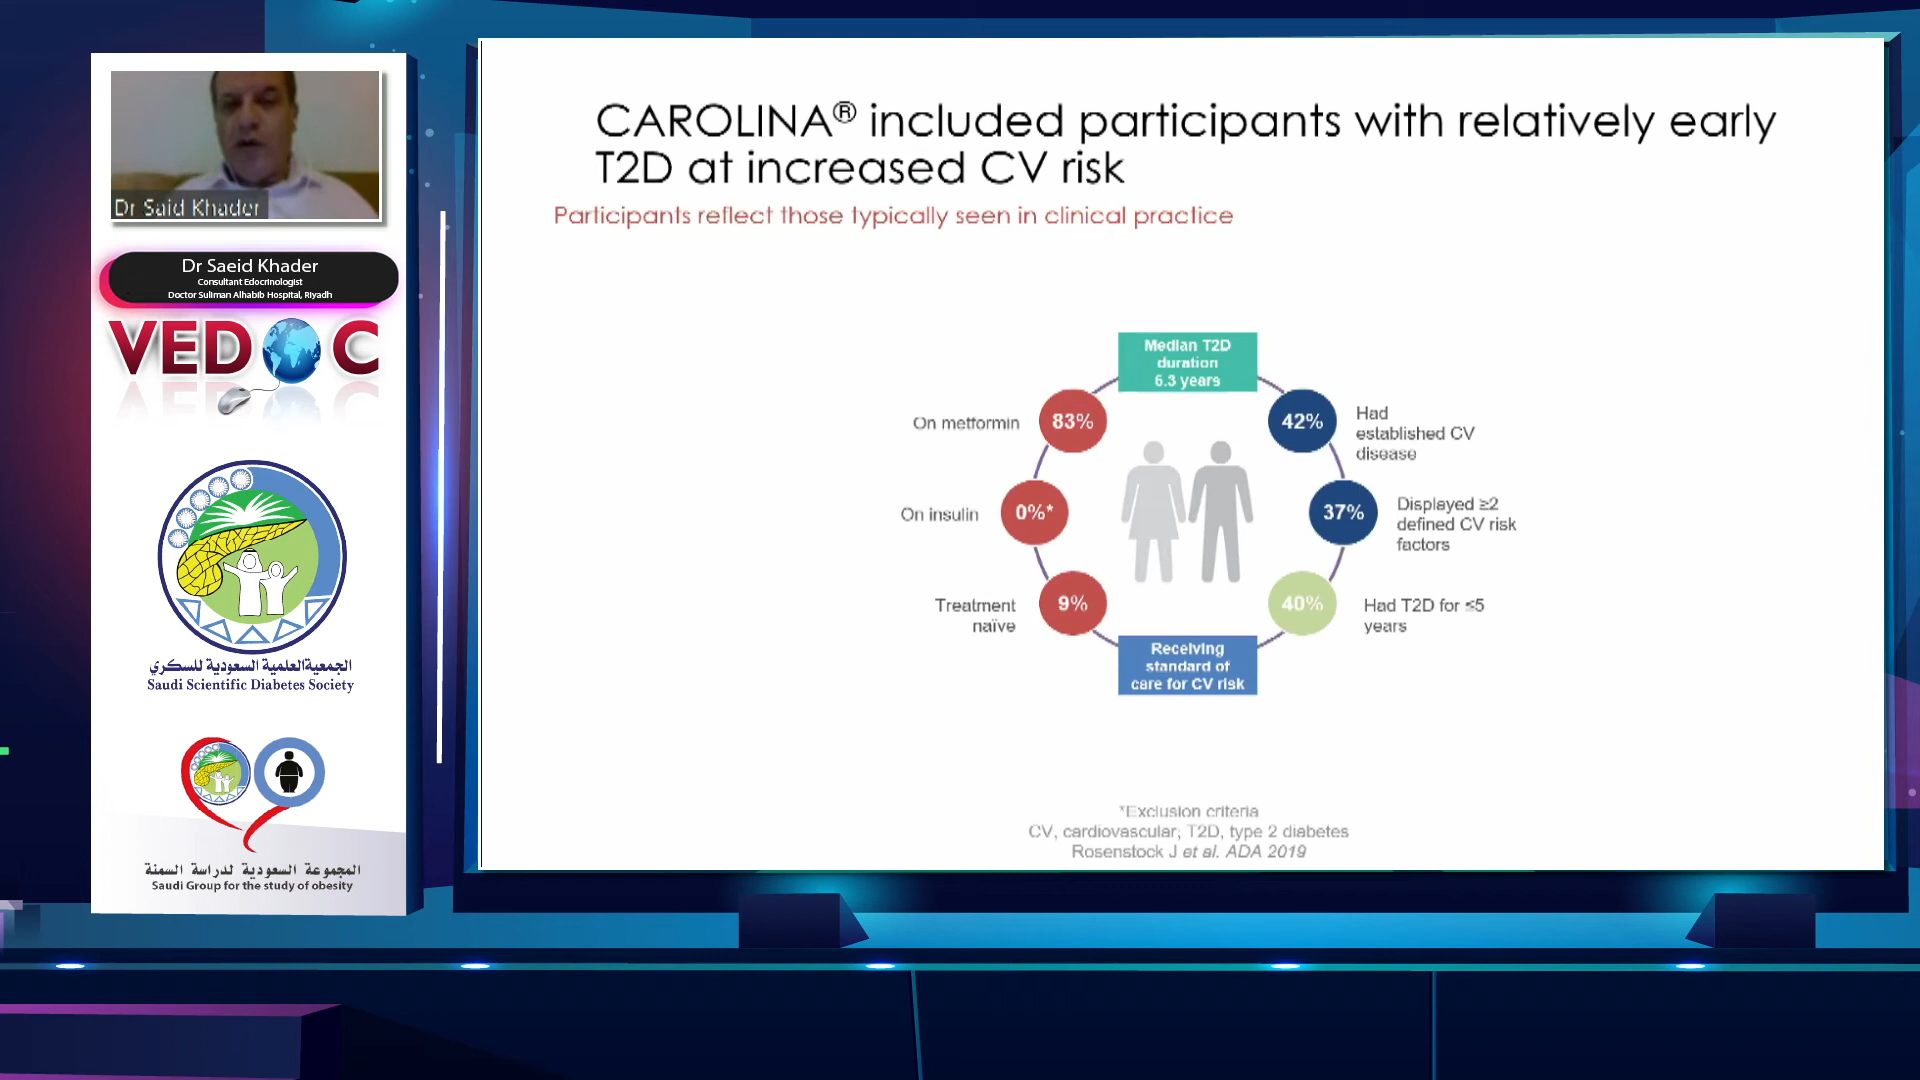 Dr Said Khader
Dr Saeid Khader
Consultant Edocrinologist
Doctor Suliman Alhabib Hospital, Riyadh
VEDOC
الجمعية العلمية السعودية للسكري
Saudi Scientific Diabetes Society
المجموعة السعودية لدراسة السمنة
Saudi Group for the study of obesity
CAROLINA® included participants with relatively early
T2D at increased CV risk
Participants reflect those typically seen in clinical practice
Median T2D
duration
6.3 years
On metformin
83%
42%
Had
established CV
disease
On insulin
0%*
37%
Displayed ≥2
defined CV risk
factors
Treatment
naïve
9%
40%
Had T2D for ≤5
years
Receiving
standard of
care for CV risk
*Exclusion criteria
CV, cardiovascular; T2D, type 2 diabetes
Rosenstock J et al. ADA 2019